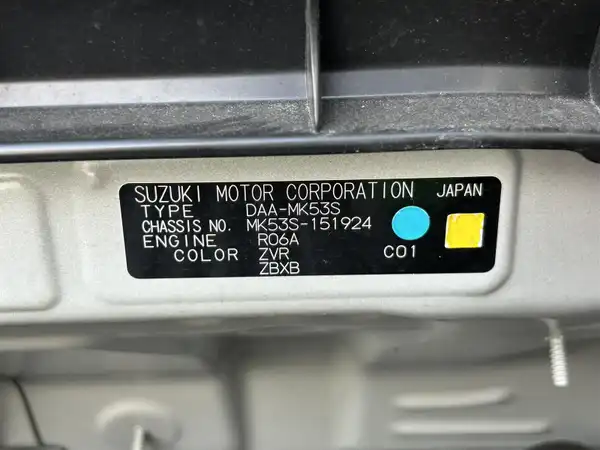 SUZUKI MOTOR CORPORATION JAPAN
TYPE DAA-MK53S
CHASSIS NO. MK53S-151924
ENGINE R06A
COLOR ZVR C01
ZBXB